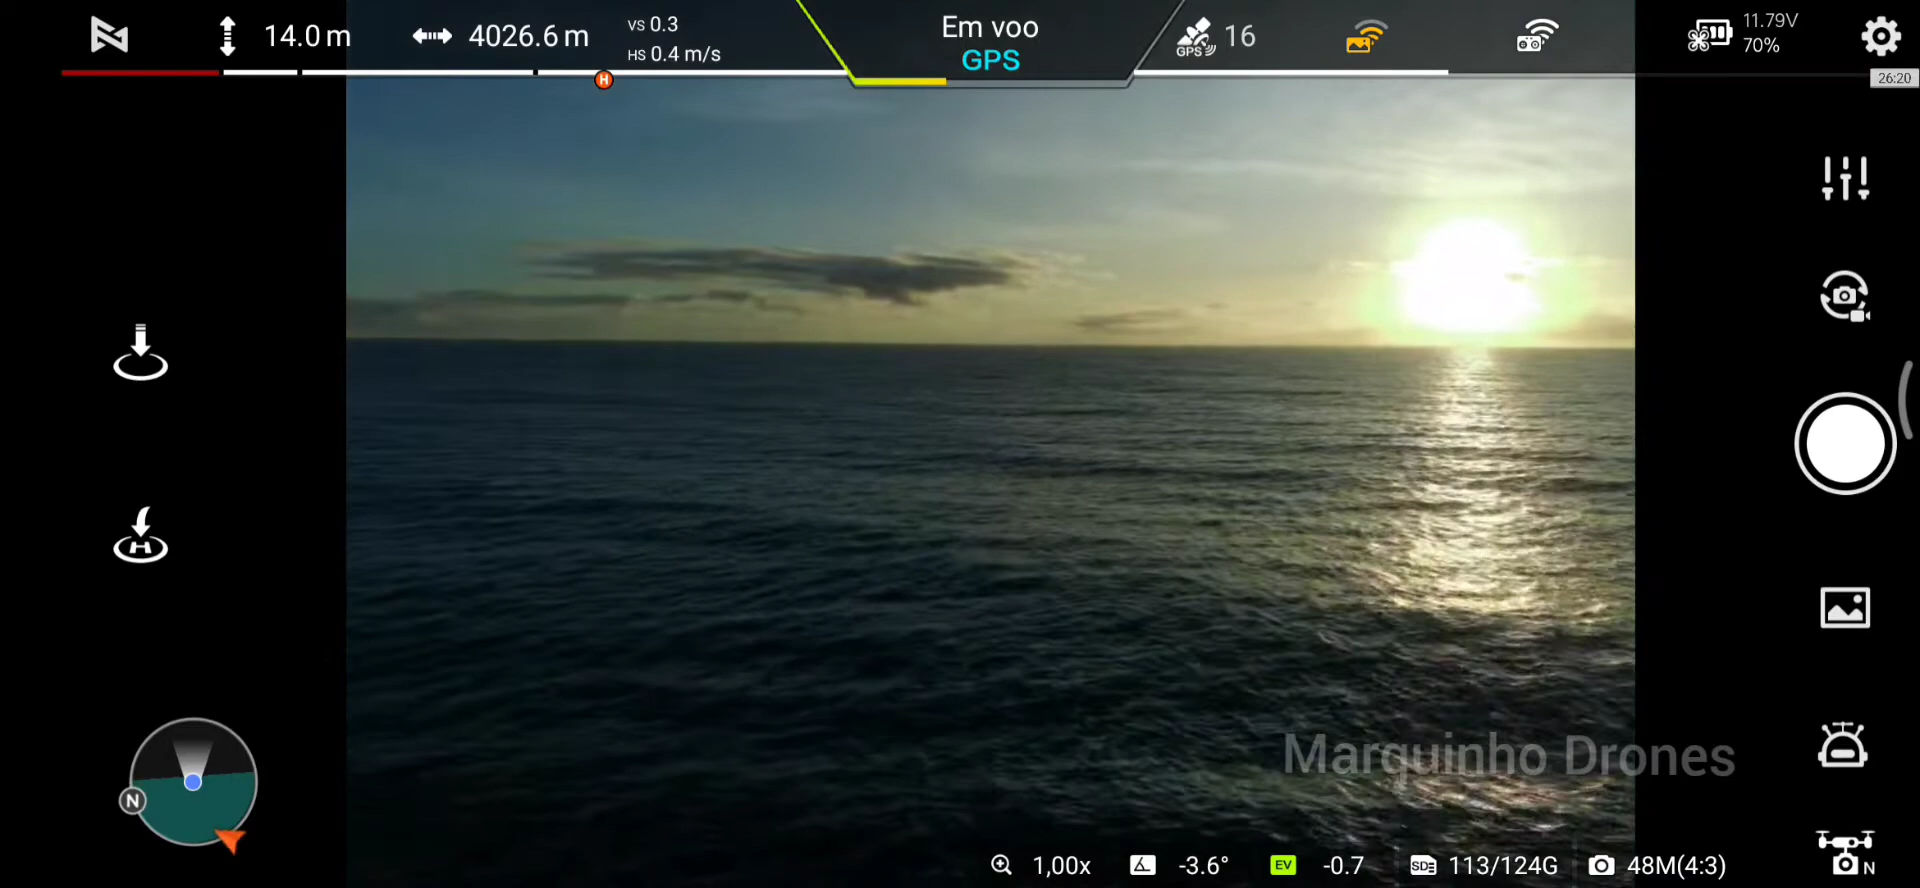 14.0 m
4026.6 m
VS 0.3
HS 0.4 m/s
Em voo
GPS
GPS 16
11.79V
70%
26:20
H
H
N
Marquinho Drones
1,00x
-3.6°
EV -0.7
SD 113/124G
48M(4:3)
N